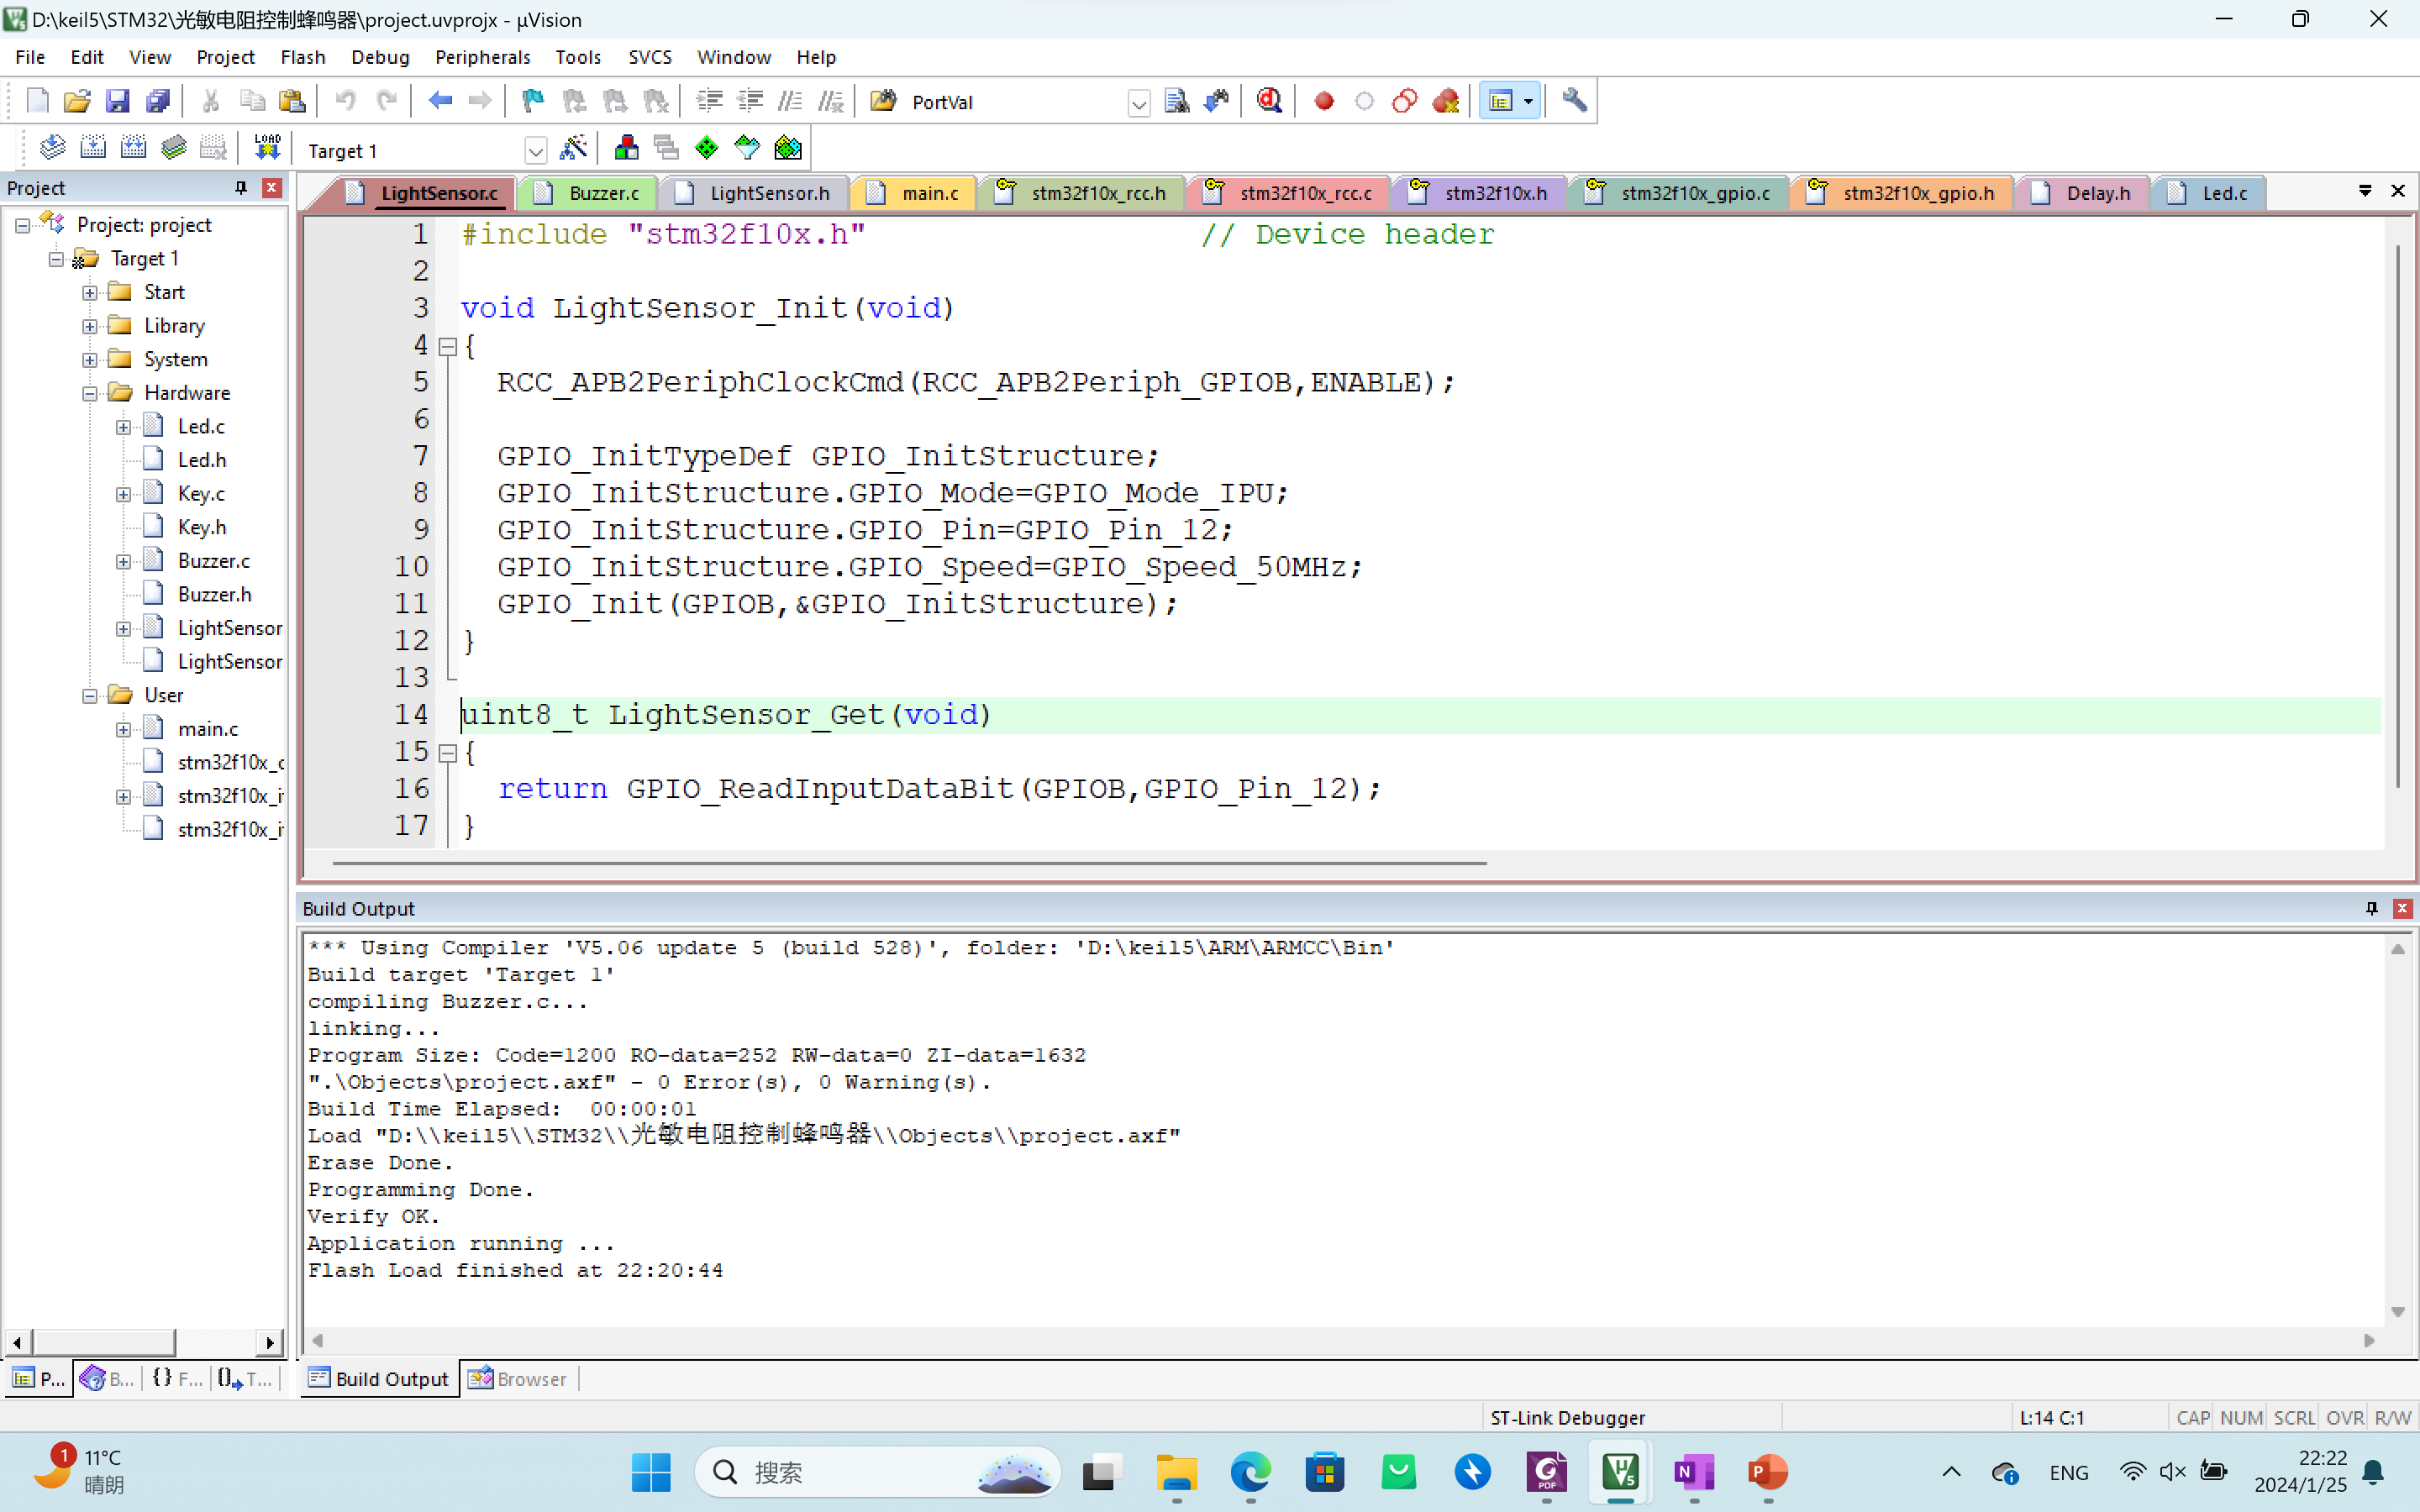 D:\keil5\STM32\光敏电阻控制蜂鸣器\project.uvprojx - µVision
File Edit View Project Flash Debug Peripherals Tools SVCS Window Help
PortVal
LOAD Target 1
Project
LightSensor.c Buzzer.c LightSensor.h main.c stm32f10x_rcc.h stm32f10x_rcc.c stm32f10x.h stm32f10x_gpio.c stm32f10x_gpio.h Delay.h Led.c
Project: project
Target 1
Start
Library
System
Hardware
Led.c
Led.h
Key.c
Key.h
Buzzer.c
Buzzer.h
LightSensor
LightSensor
User
main.c
stm32f10x_c
stm32f10x_it
stm32f10x_it
1 #include "stm32f10x.h" // Device header
2
3 void LightSensor_Init(void)
4 {
5 RCC_APB2PeriphClockCmd(RCC_APB2Periph_GPIOB,ENABLE);
6
7 GPIO_InitTypeDef GPIO_InitStructure;
8 GPIO_InitStructure.GPIO_Mode=GPIO_Mode_IPU;
9 GPIO_InitStructure.GPIO_Pin=GPIO_Pin_12;
10 GPIO_InitStructure.GPIO_Speed=GPIO_Speed_50MHz;
11 GPIO_Init(GPIOB,&GPIO_InitStructure);
12 }
13
14 uint8_t LightSensor_Get(void)
15 {
16 return GPIO_ReadInputDataBit(GPIOB,GPIO_Pin_12);
17 }
Build Output
*** Using Compiler 'V5.06 update 5 (build 528)', folder: 'D:\keil5\ARM\ARMCC\Bin'
Build target 'Target 1'
compiling Buzzer.c...
linking...
Program Size: Code=1200 RO-data=252 RW-data=0 ZI-data=1632
".\Objects\project.axf" - 0 Error(s), 0 Warning(s).
Build Time Elapsed:  00:00:01
Load "D:\\keil5\\STM32\\光敏电阻控制蜂鸣器\\Objects\\project.axf"
Erase Done.
Programming Done.
Verify OK.
Application running ...
Flash Load finished at 22:20:44
P... B... {} F... T...
Build Output Browser
ST-Link Debugger L:14 C:1 CAP NUM SCRL OVR R/W
1 11°C
晴朗
搜索
ENG
22:22
2024/1/25